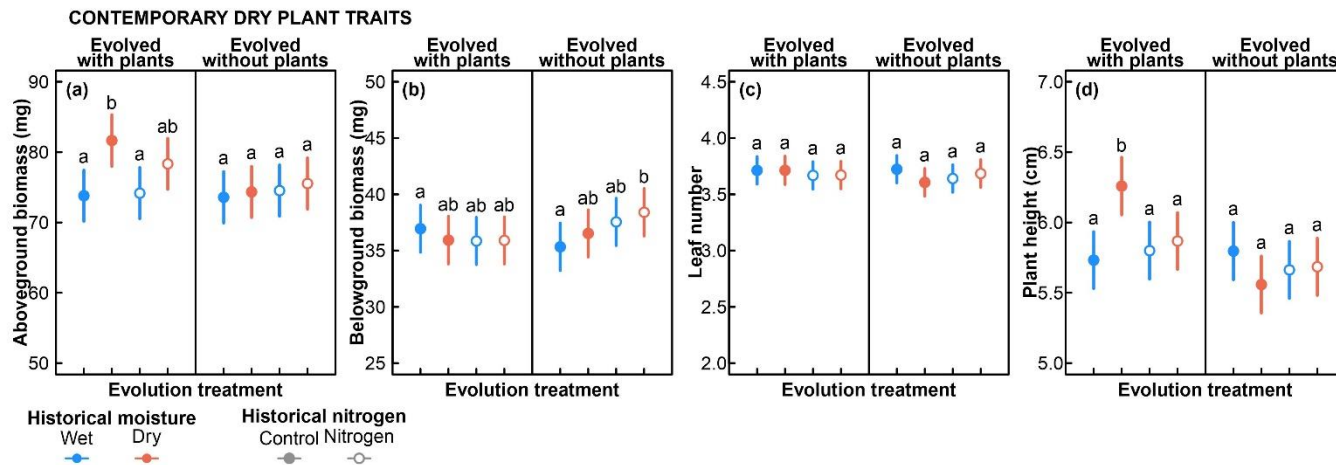 CONTEMPORARY DRY PLANT TRAITS
Evolved with plants
Evolved without plants
Evolved with plants
Evolved without plants
Evolved with plants
Evolved without plants
Evolved with plants
Evolved without plants
Aboveground biomass (mg)
90
80
70
60
50
(a)
a
b
a
ab
a
a
a
a
Evolution treatment
Belowground biomass (mg)
50
45
40
35
30
25
(b)
a
ab
ab
ab
a
ab
ab
b
Evolution treatment
Leaf number
4.5
4.0
3.5
3.0
2.5
2.0
(c)
a
a
a
a
a
a
a
a
Evolution treatment
Plant height (cm)
7.0
6.5
6.0
5.5
5.0
(d)
a
b
a
a
a
a
a
a
Evolution treatment
Historical moisture
Wet
Dry
Historical nitrogen
Control
Nitrogen